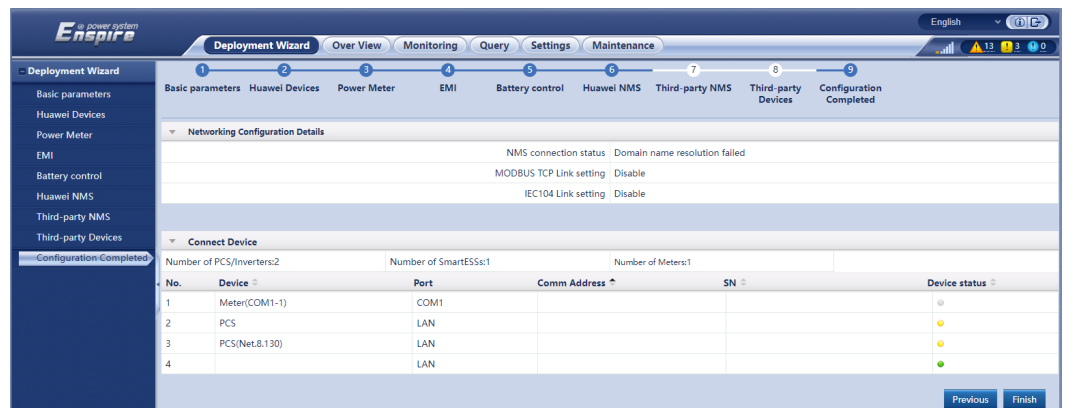 English
e power system
Enspire
Deployment Wizard Over View Monitoring Query Settings Maintenance
13 3 0
Deployment Wizard
Basic parameters
Huawei Devices
Power Meter
EMI
Battery control
Huawei NMS
Third-party NMS
Third-party Devices
Configuration Completed
1 2 3 4 5 6 7 8 9
Basic parameters Huawei Devices Power Meter EMI Battery control Huawei NMS Third-party NMS Third-party Configuration
Devices Completed
Networking Configuration Details
NMS connection status Domain name resolution failed
MODBUS TCP Link setting Disable
IEC104 Link setting Disable
Connect Device
Number of PCS/Inverters:2 Number of SmartESSs:1 Number of Meters:1
No. Device Port Comm Address SN Device status
1 Meter(COM1-1) COM1
2 PCS LAN
3 PCS(Net.8.130) LAN
4 LAN
Previous Finish